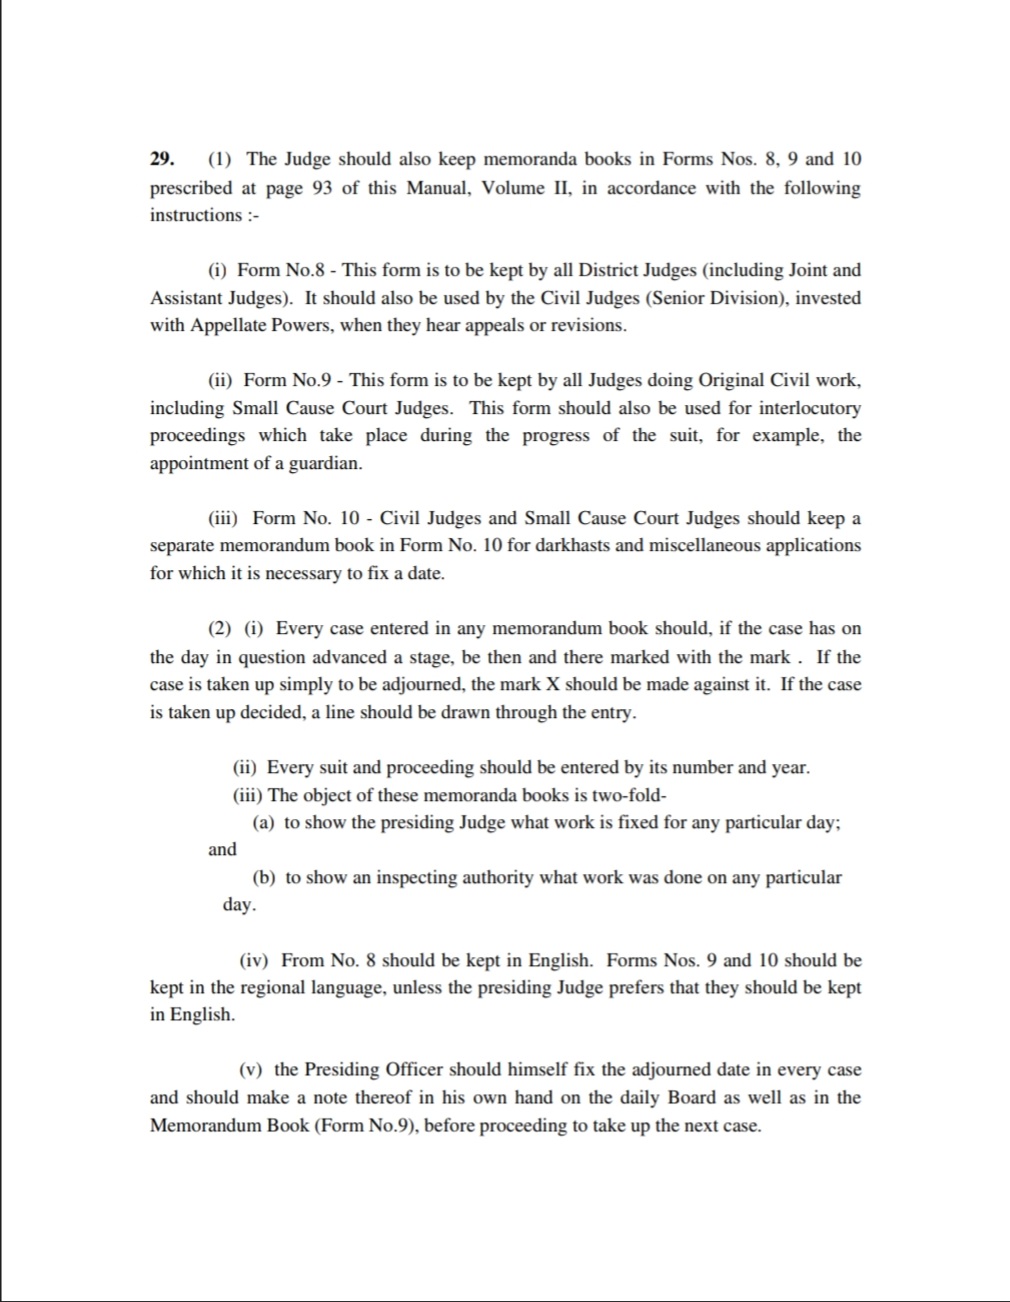 29. (1) The Judge should also keep memoranda books in Forms Nos. 8, 9 and 10
prescribed at page 93 of this Manual, Volume II, in accordance with the following
instructions :-
(i) Form No.8 - This form is to be kept by all District Judges (including Joint and
Assistant Judges). It should also be used by the Civil Judges (Senior Division), invested
with Appellate Powers, when they hear appeals or revisions.
(ii) Form No.9 - This form is to be kept by all Judges doing Original Civil work,
including Small Cause Court Judges. This form should also be used for interlocutory
proceedings which take place during the progress of the suit, for example, the
appointment of a guardian.
(iii) Form No. 10 - Civil Judges and Small Cause Court Judges should keep a
separate memorandum book in Form No. 10 for darkhasts and miscellaneous applications
for which it is necessary to fix a date.
(2) (i) Every case entered in any memorandum book should, if the case has on
the day in question advanced a stage, be then and there marked with the mark . If the
case is taken up simply to be adjourned, the mark X should be made against it. If the case
is taken up decided, a line should be drawn through the entry.
(ii) Every suit and proceeding should be entered by its number and year.
(iii) The object of these memoranda books is two-fold-
(a) to show the presiding Judge what work is fixed for any particular day;
and
(b) to show an inspecting authority what work was done on any particular
day.
(iv) From No. 8 should be kept in English. Forms Nos. 9 and 10 should be
kept in the regional language, unless the presiding Judge prefers that they should be kept
in English.
(v) the Presiding Officer should himself fix the adjourned date in every case
and should make a note thereof in his own hand on the daily Board as well as in the
Memorandum Book (Form No.9), before proceeding to take up the next case.